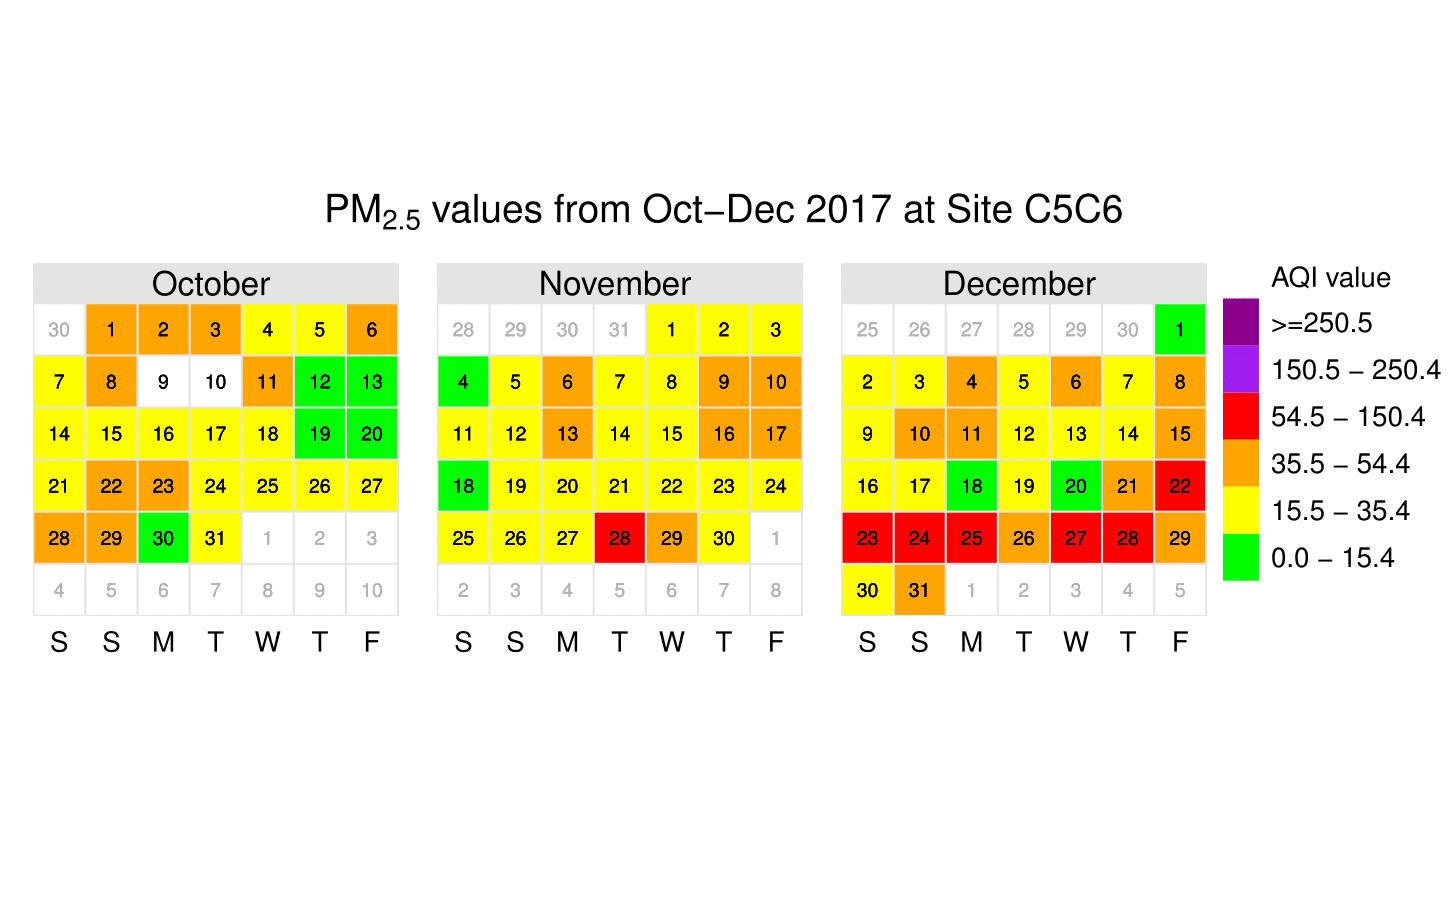 PM2.5 values from Oct−Dec 2017 at Site C5C6
October
30 1 2 3 4 5 6
7 8 9 10 11 12 13
14 15 16 17 18 19 20
21 22 23 24 25 26 27
28 29 30 31 1 2 3
4 5 6 7 8 9 10
S S M T W T F
November
28 29 30 31 1 2 3
4 5 6 7 8 9 10
11 12 13 14 15 16 17
18 19 20 21 22 23 24
25 26 27 28 29 30 1
2 3 4 5 6 7 8
S S M T W T F
December
25 26 27 28 29 30 1
2 3 4 5 6 7 8
9 10 11 12 13 14 15
16 17 18 19 20 21 22
23 24 25 26 27 28 29
30 31 1 2 3 4 5
S S M T W T F
AQI value
>=250.5
150.5 − 250.4
54.5 − 150.4
35.5 − 54.4
15.5 − 35.4
0.0 − 15.4